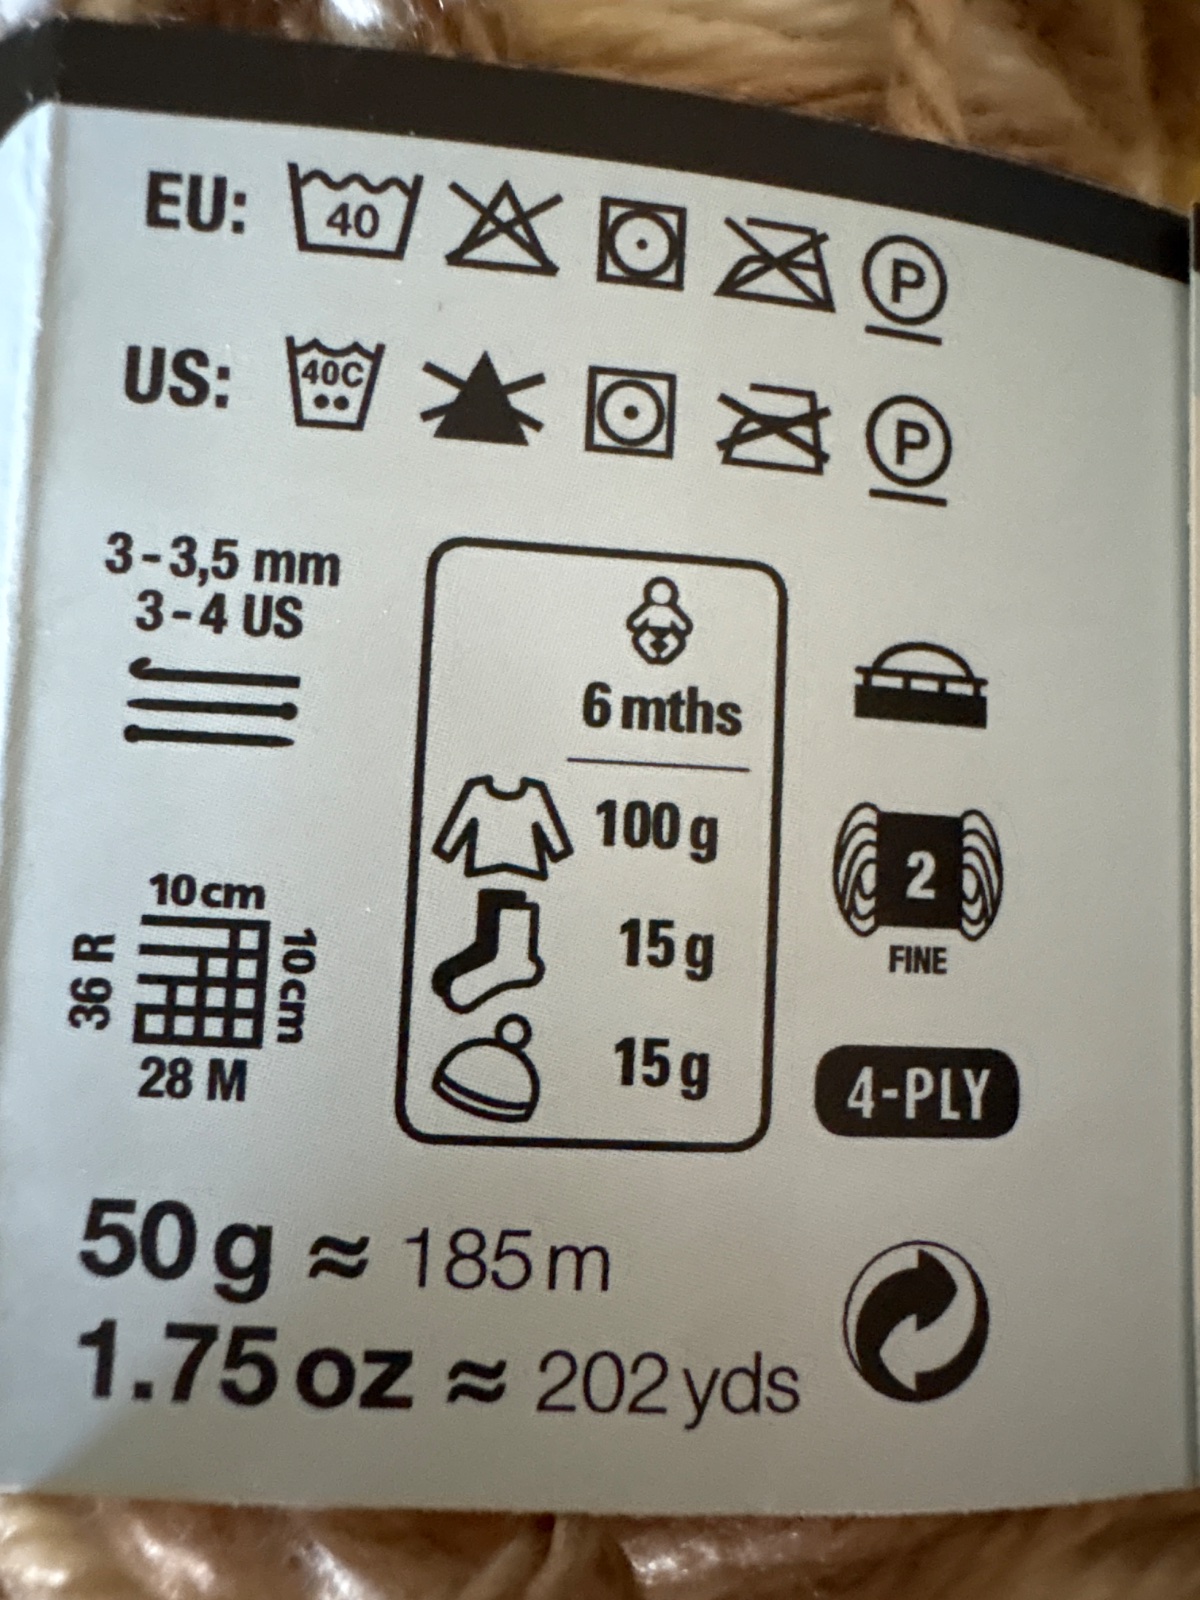 EU: 40 P
US: 40C P
3-3,5 mm
3-4 US
6 mths
100 g
15 g
15 g
10 cm
10 cm
36 R
28 M
2
FINE
4-PLY
50 g ≈ 185 m
1.75 oz ≈ 202 yds